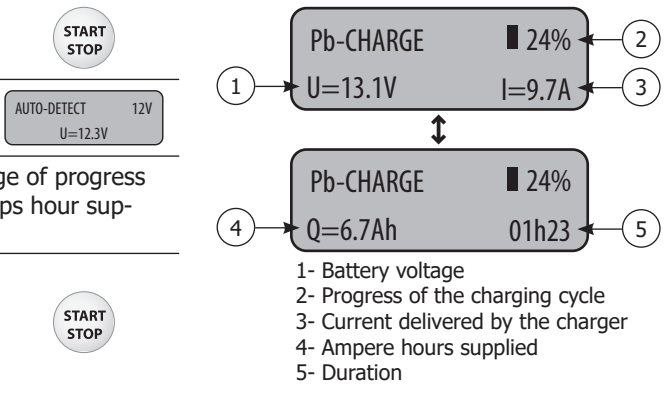 START
STOP
AUTO-DETECT 12V
U=12.3V
ge of progress
ps hour sup-
START
STOP
Pb-CHARGE 24%
2
1
U=13.1V I=9.7A
3
Pb-CHARGE 24%
4
Q=6.7Ah 01h23
5
1- Battery voltage
2- Progress of the charging cycle
3- Current delivered by the charger
4- Ampere hours supplied
5- Duration